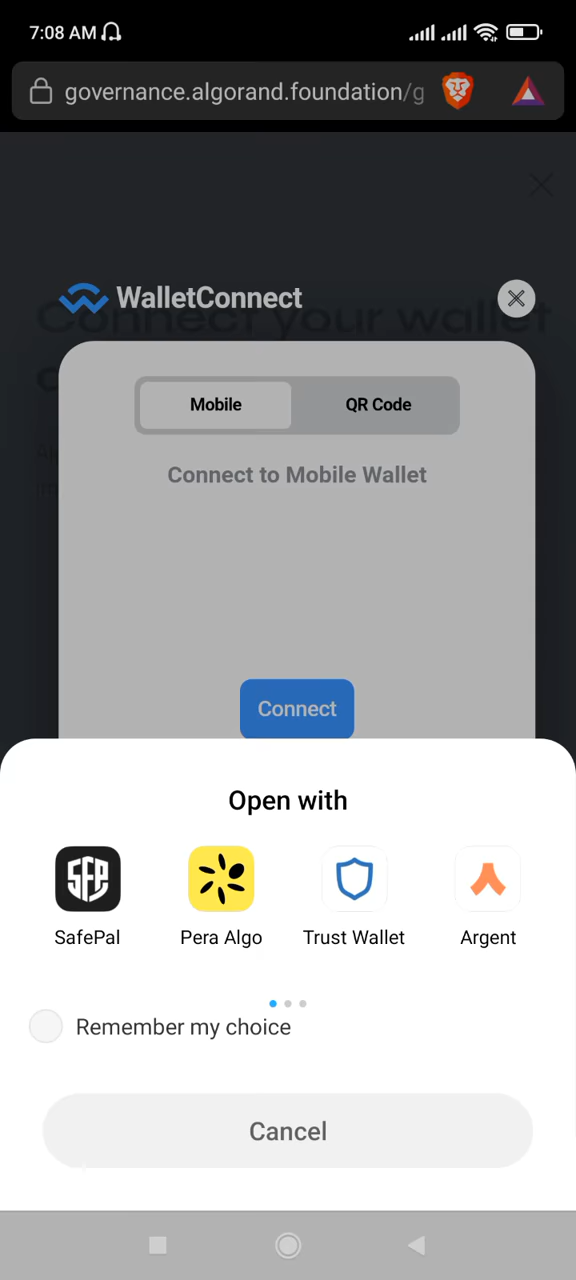 7:08 AM
governance.algorand.foundation/g
Connect your wallet
WalletConnect
Mobile
QR Code
Connect to Mobile Wallet
Connect
Open with
SFP
SafePal
Pera Algo
Trust Wallet
Argent
Remember my choice
Cancel